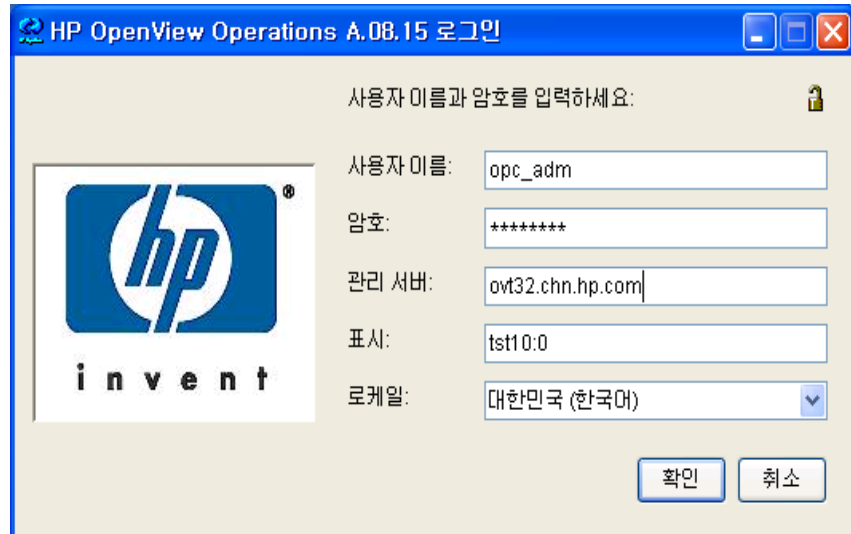 HP OpenView Operations A.08.15 로그인
사용자 이름과 암호를 입력하세요:
사용자 이름: opc_adm
암호: ********
관리 서버: ovt32.chn.hp.com
표시: tst10:0
로케일: 대한민국 (한국어)
hp ®
invent
확인 취소